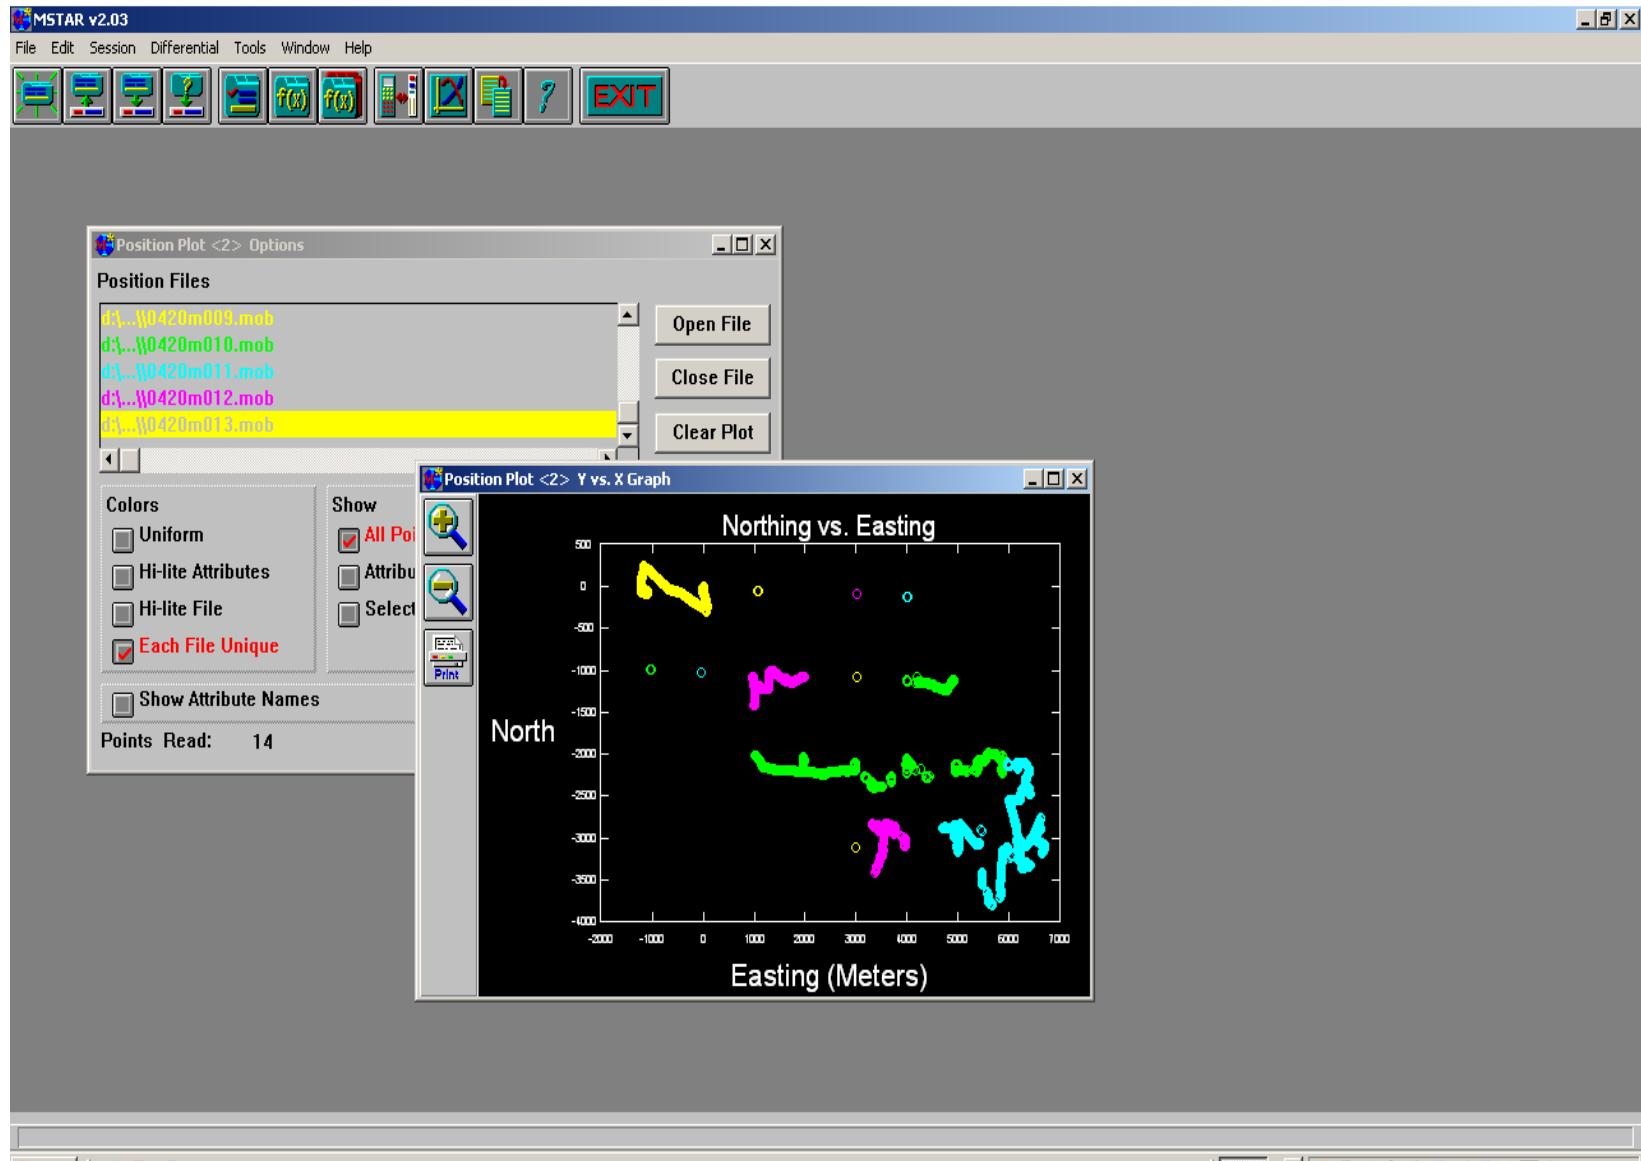 MSTAR v2.03
File Edit Session Differential Tools Window Help
? f(x) f(x) ? EXIT
Position Plot <2> Options
Position Files
d:\...\\0420m009.mob
d:\...\\0420m010.mob
d:\...\\0420m011.mob
d:\...\\0420m012.mob
d:\...\\0420m013.mob
Open File
Close File
Clear Plot
Colors
Uniform
Hi-lite Attributes
Hi-lite File
Each File Unique
Show
All Poi
Attribu
Select
Show Attribute Names
Points Read: 14
Position Plot <2> Y vs. X Graph
Print
Northing vs. Easting
500
0
-500
-1000
-1500
-2000
-2500
-3000
-3500
-4000
North
-2000 -1000 0 1000 2000 3000 4000 5000 6000 7000
Easting (Meters)